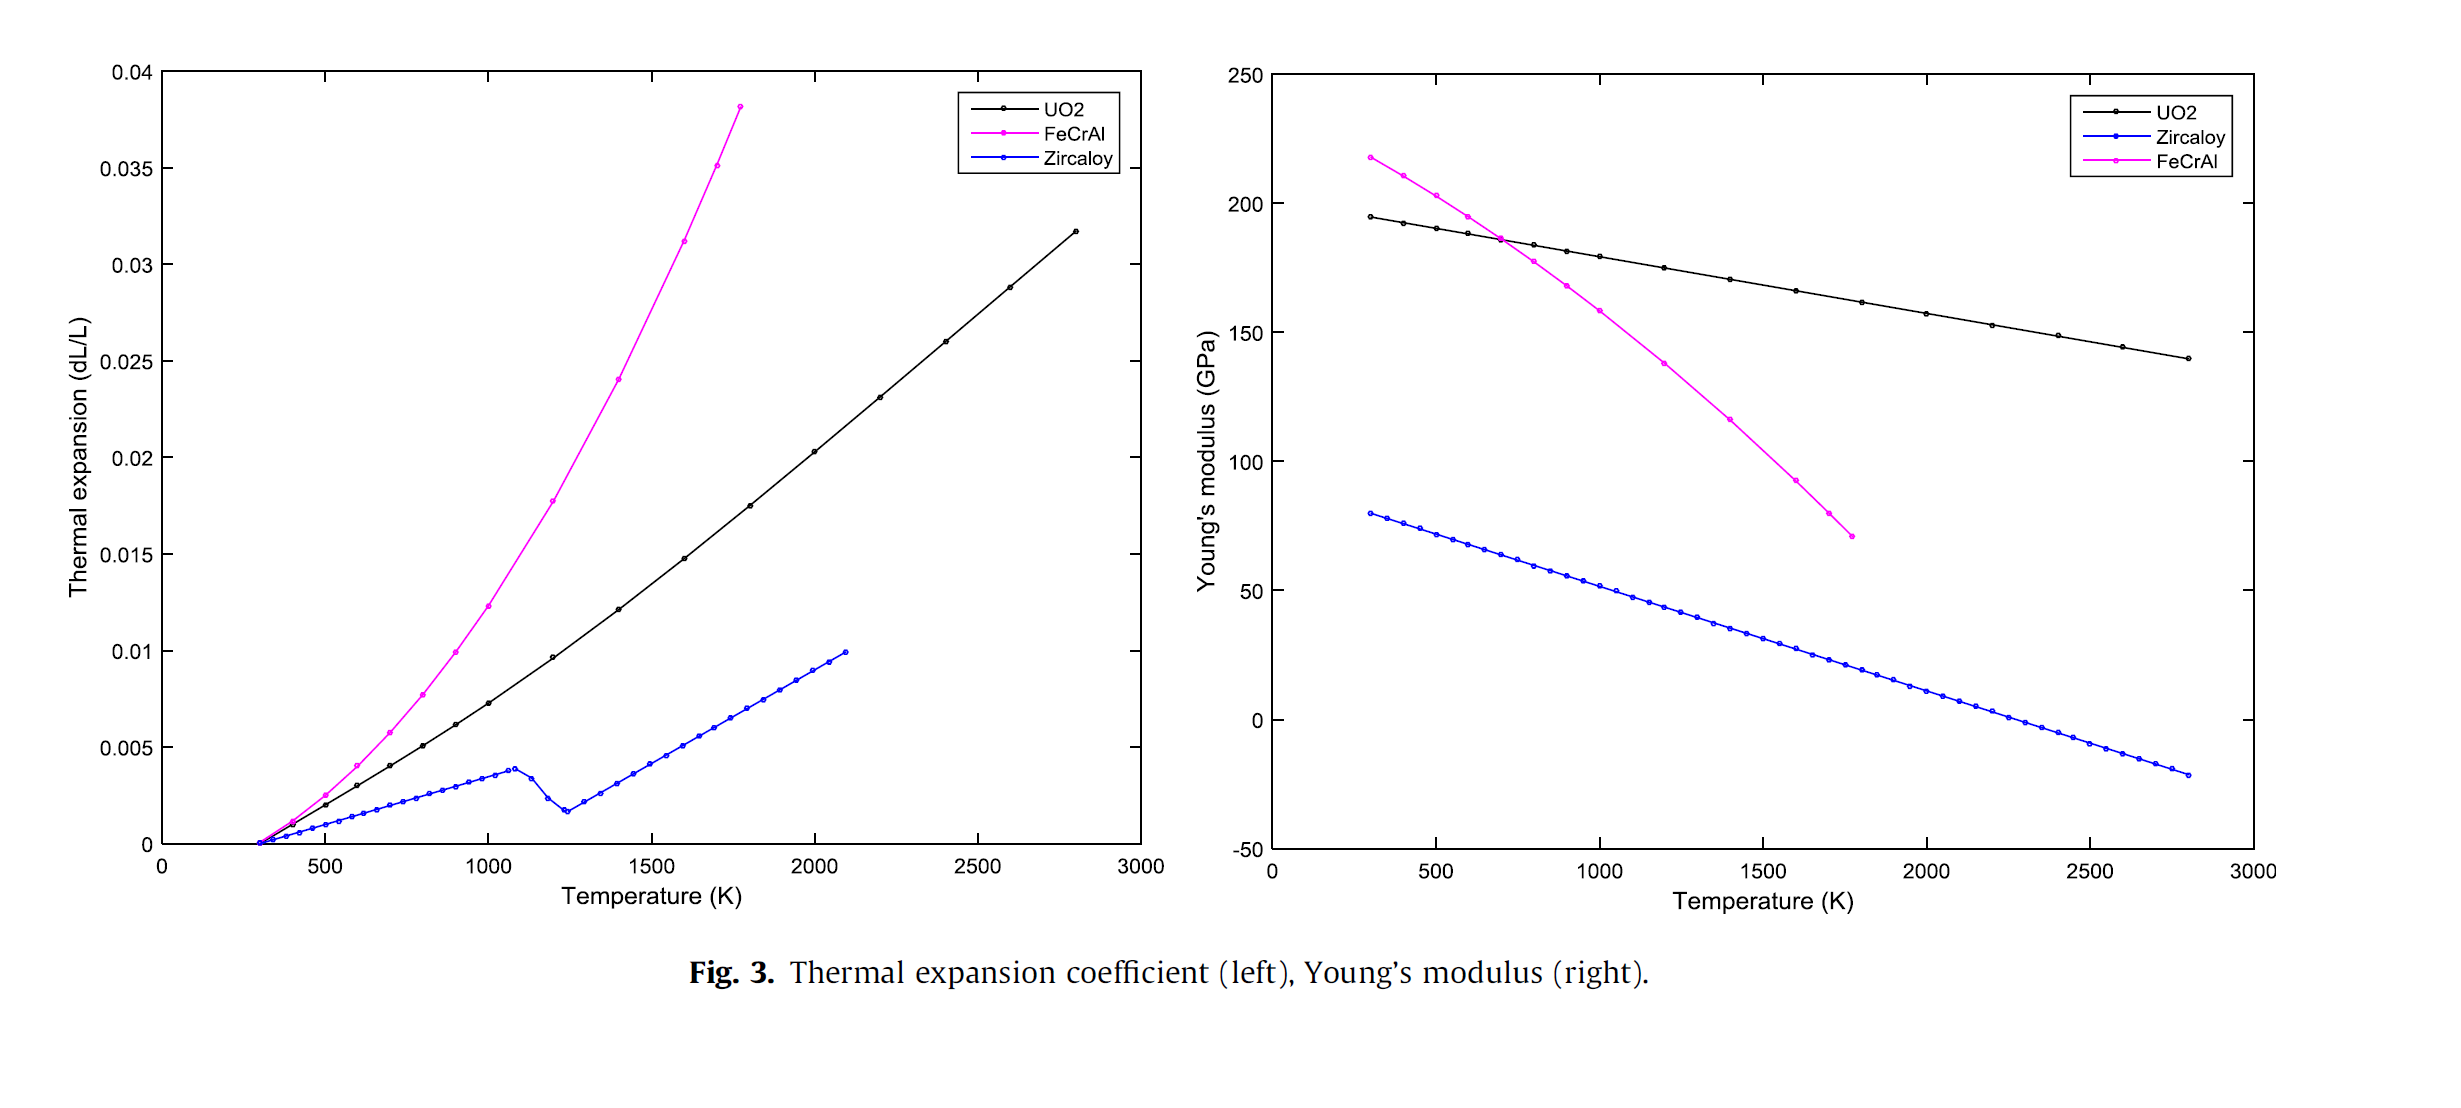 0.04
0.035
0.03
0.025
0.02
0.015
0.01
0.005
0
Thermal expansion (dL/L)
UO2
FeCrAl
Zircaloy
0 500 1000 1500 2000 2500 3000
Temperature (K)
250
200
150
100
50
0
-50
Young's modulus (GPa)
UO2
Zircaloy
FeCrAl
0 500 1000 1500 2000 2500 3000
Temperature (K)
Fig. 3. Thermal expansion coefficient (left), Young’s modulus (right).